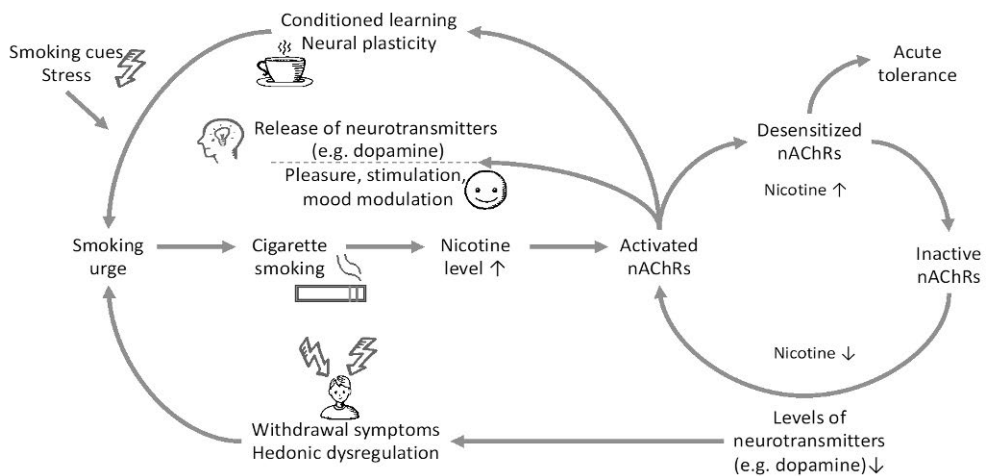 Conditioned learning
Neural plasticity
Smoking cues
Stress
Acute
tolerance
Release of neurotransmitters
(e.g. dopamine)
Pleasure, stimulation,
mood modulation
Desensitized
nAChRs
Nicotine ↑
Smoking
urge
Cigarette
smoking
Nicotine
level ↑
Activated
nAChRs
Inactive
nAChRs
Nicotine ↓
Withdrawal symptoms
Hedonic dysregulation
Levels of
neurotransmitters
(e.g. dopamine)↓